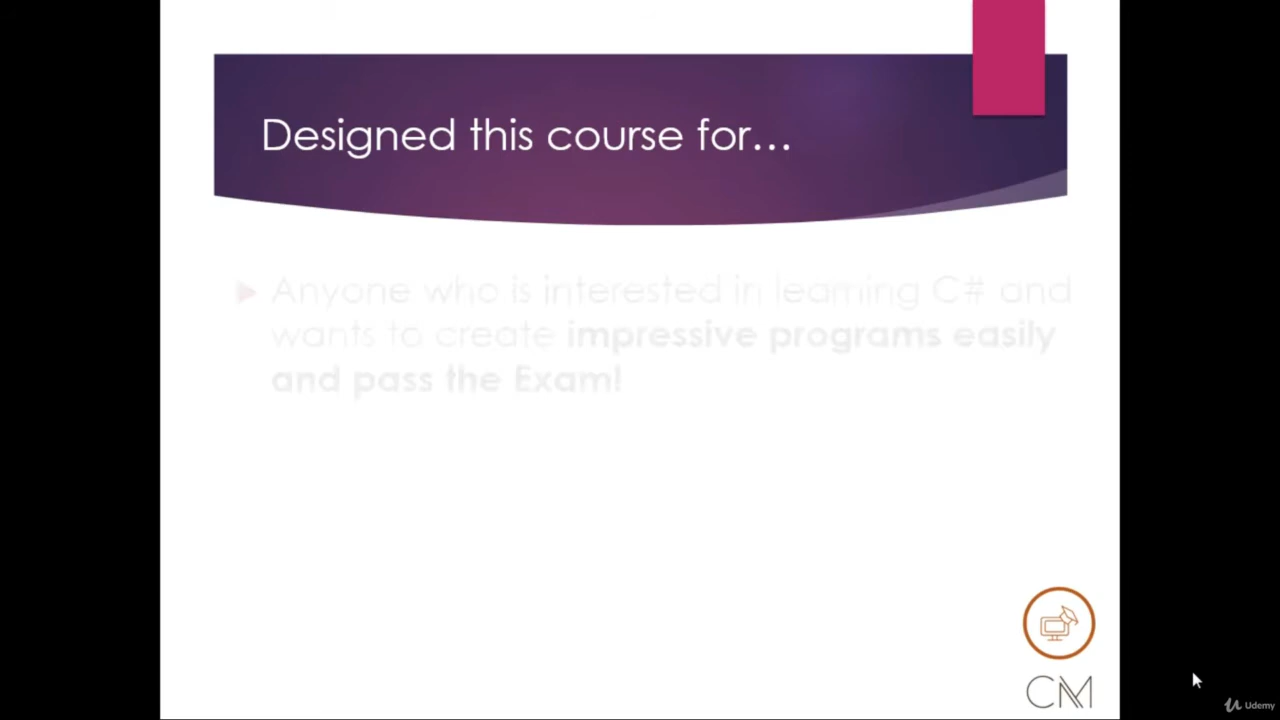 Designed this course for...
Anyone who is interested in learning C# and
wants to create impressive programs easily
and pass the Exam!
CM
Udemy